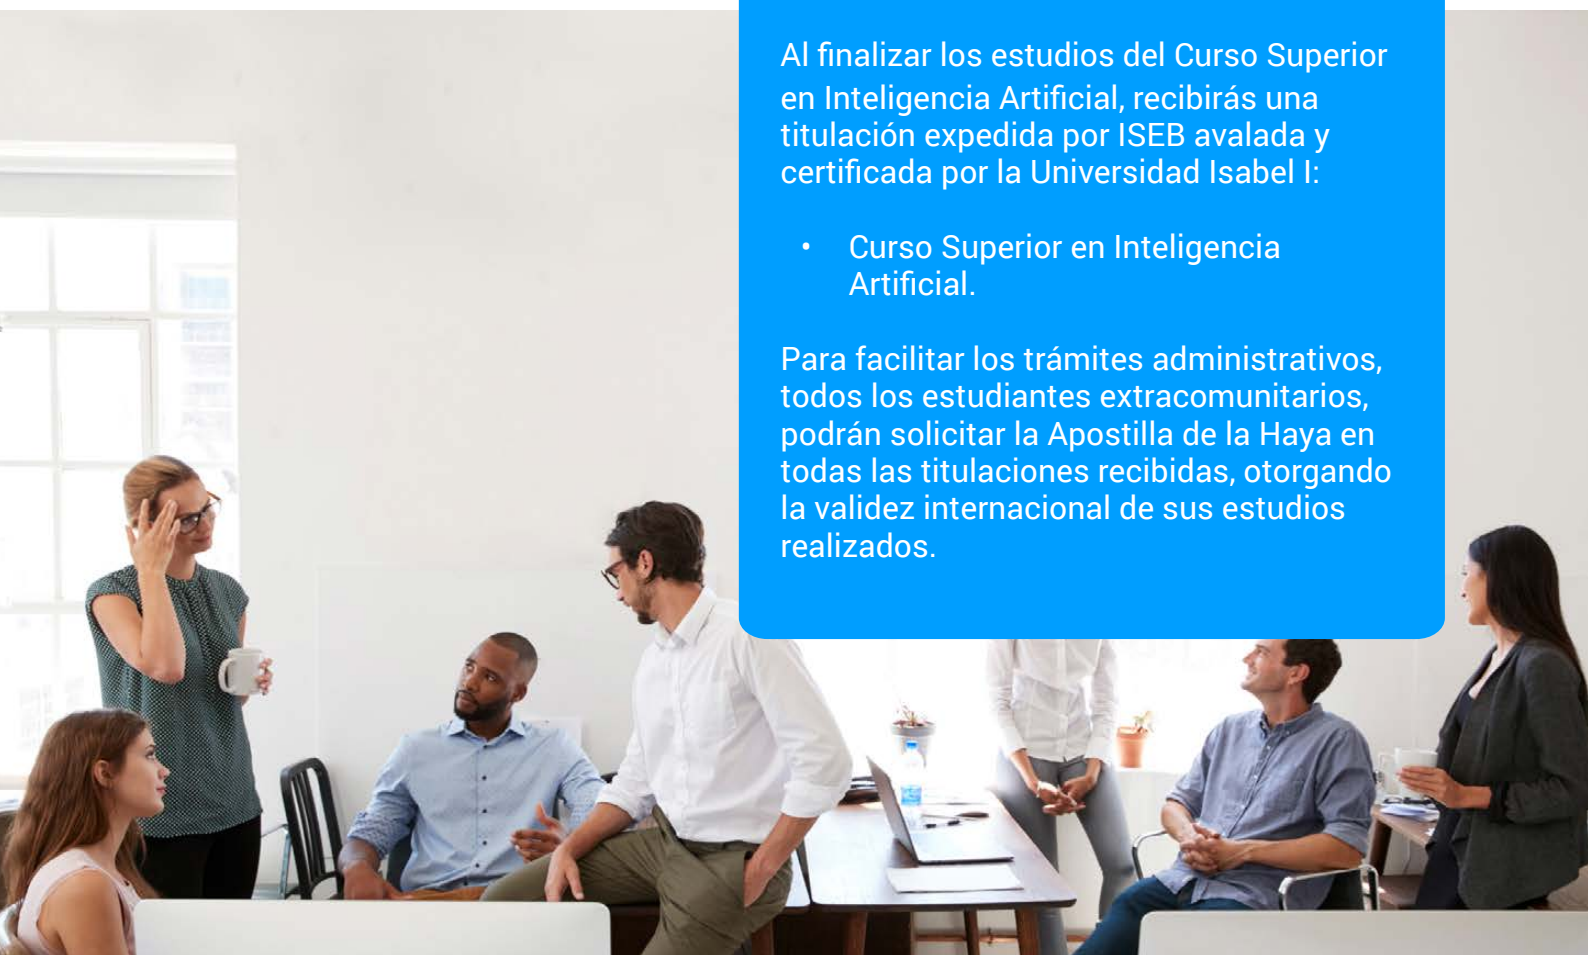 Al finalizar los estudios del Curso Superior
en Inteligencia Artificial, recibirás una
titulación expedida por ISEB avalada y
certificada por la Universidad Isabel I:
• Curso Superior en Inteligencia
Artificial.
Para facilitar los trámites administrativos,
todos los estudiantes extracomunitarios,
podrán solicitar la Apostilla de la Haya en
todas las titulaciones recibidas, otorgando
la validez internacional de sus estudios
realizados.